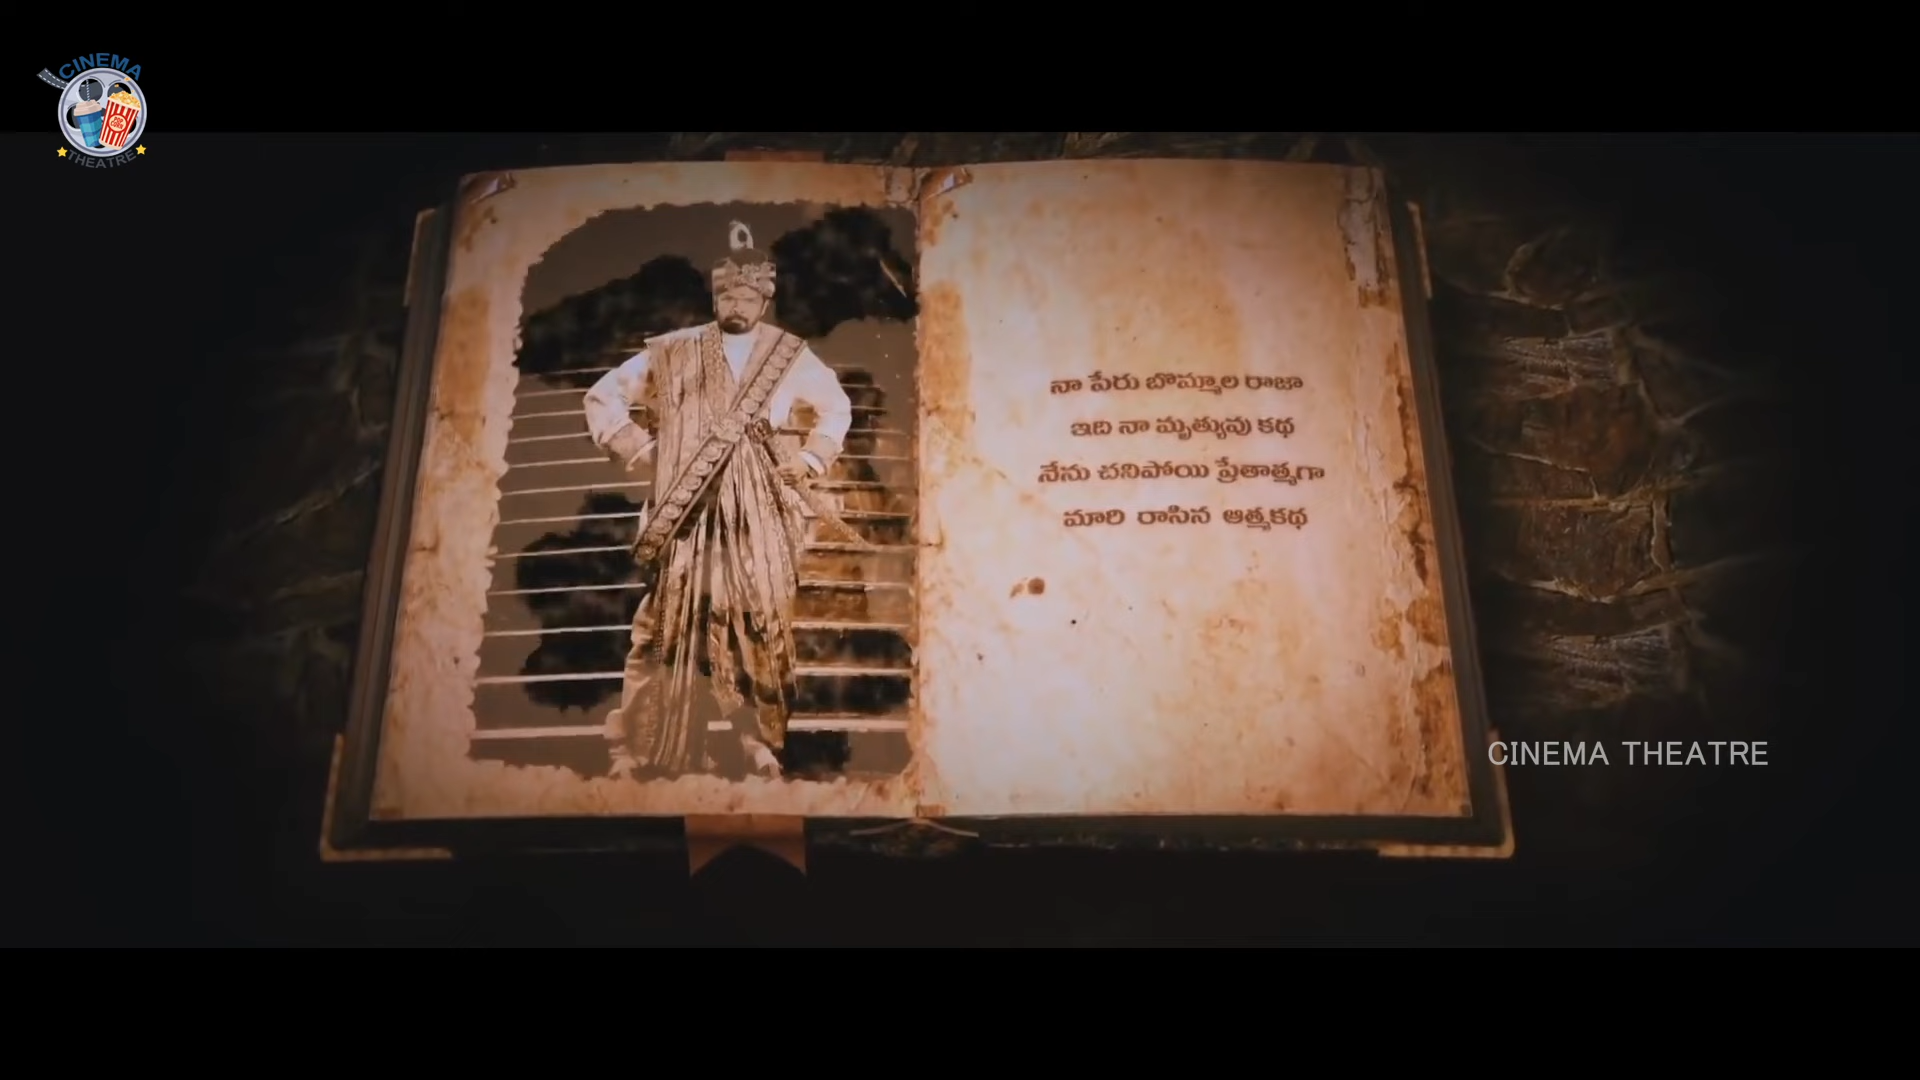 CINEMA
THEATRE
నా పేరు బొమ్మాల రాజా
ఇది నా మృత్యువు కథ
నేను చనిపోయి ప్రేతాత్మగా
మారి రాసిన ఆత్మకథ
CINEMA THEATRE